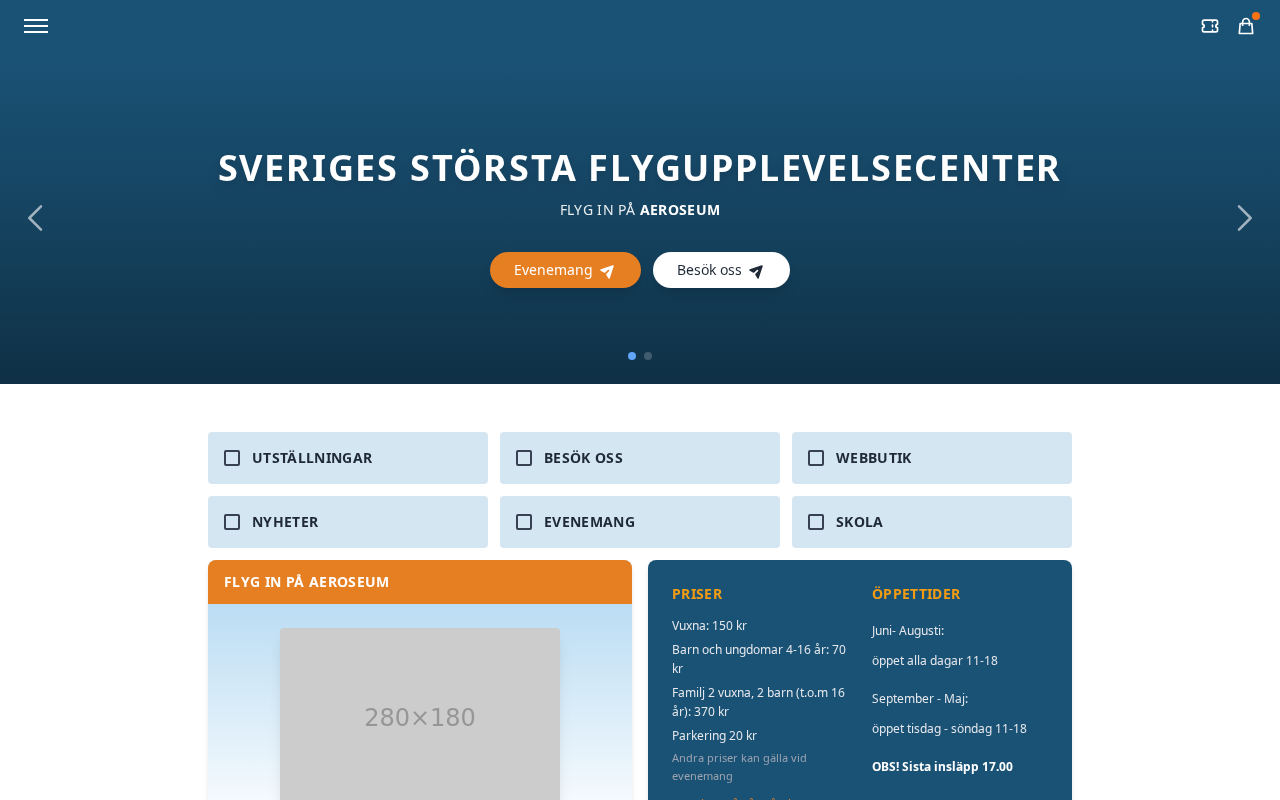 SVERIGES STÖRSTA FLYGUPPLEVELSECENTER
FLYG IN PÅ AEROSEUM
Evenemang
Besök oss
UTSTÄLLNINGAR
BESÖK OSS
WEBBUTIK
NYHETER
EVENEMANG
SKOLA
FLYG IN PÅ AEROSEUM
280×180
PRISER
Vuxna: 150 kr
Barn och ungdomar 4-16 år: 70
kr
Familj 2 vuxna, 2 barn (t.o.m 16
år): 370 kr
Parkering 20 kr
Andra priser kan gälla vid
evenemang
ÖPPETTIDER
Juni- Augusti:
öppet alla dagar 11-18
September - Maj:
öppet tisdag - söndag 11-18
OBS! Sista insläpp 17.00